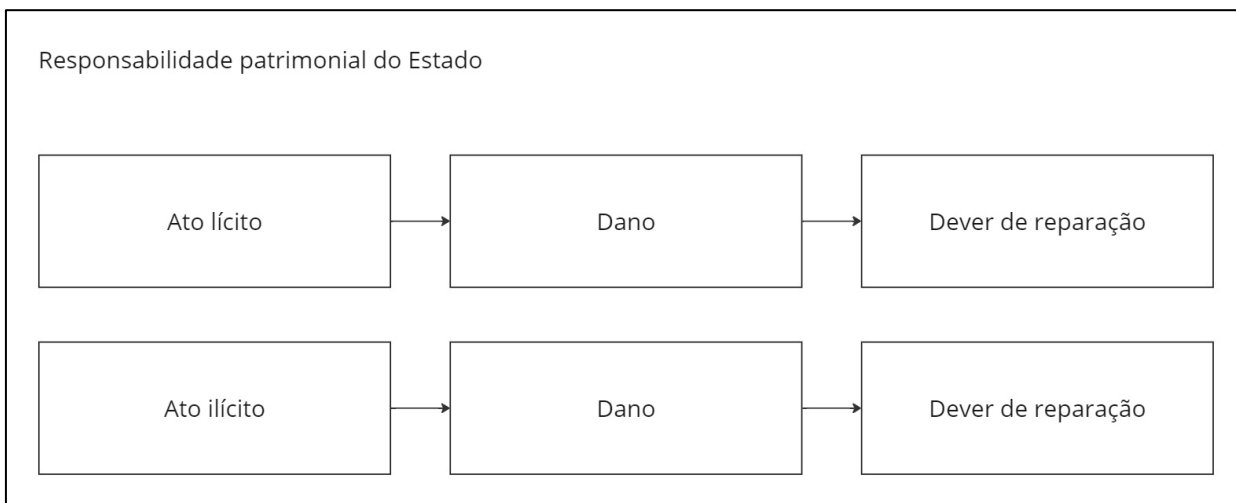 Responsabilidade patrimonial do Estado
Ato lícito
Dano
Dever de reparação
Ato ilícito
Dano
Dever de reparação